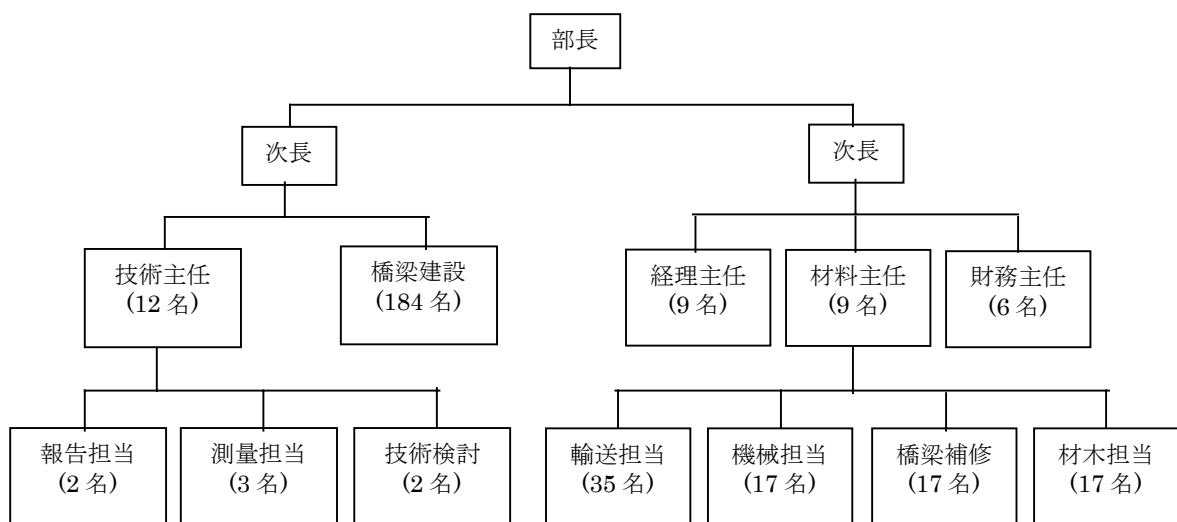 部長
次長
次長
技術主任
(12 名)
橋梁建設
(184 名)
経理主任
(9 名)
材料主任
(9 名)
財務主任
(6 名)
報告担当
(2 名)
測量担当
(3 名)
技術検討
(2 名)
輸送担当
(35 名)
機械担当
(17 名)
橋梁補修
(17 名)
材木担当
(17 名)